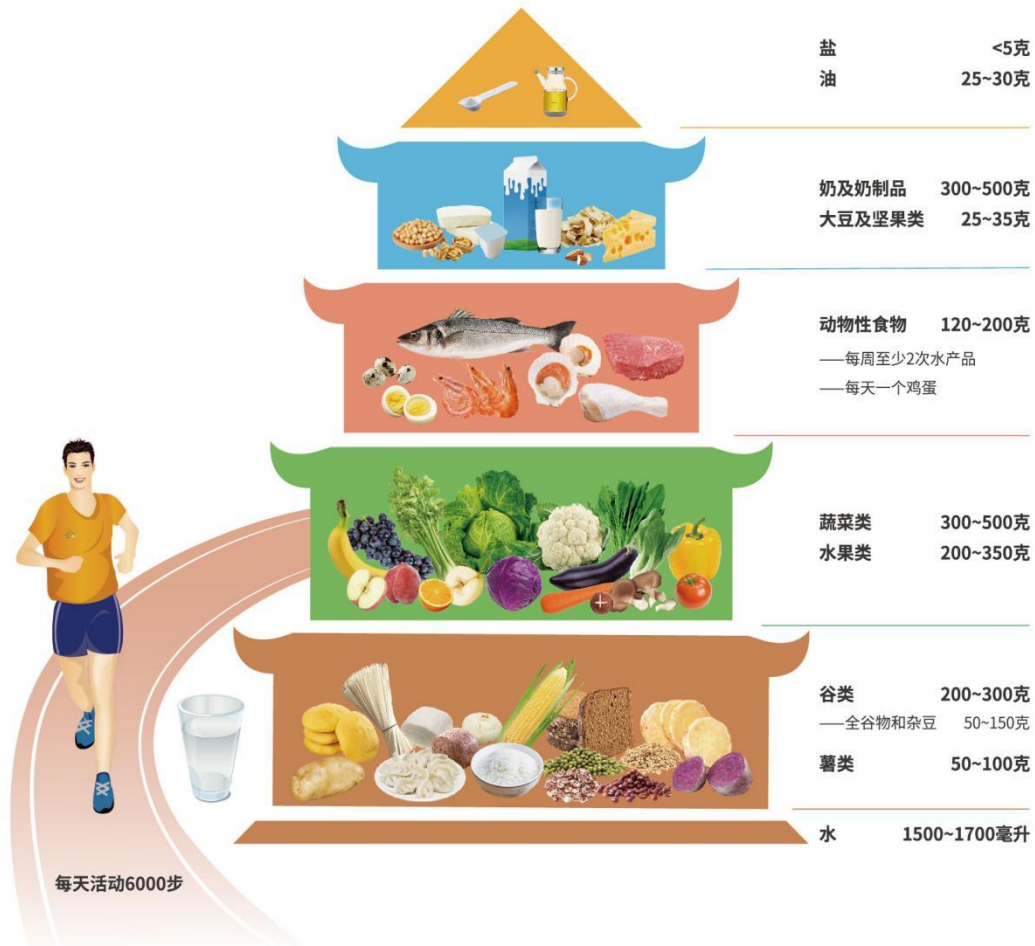 盐 <5克
油 25~30克
奶及奶制品 300~500克
大豆及坚果类 25~35克
动物性食物 120~200克
——每周至少2次水产品
——每天一个鸡蛋
蔬菜类 300~500克
水果类 200~350克
谷类 200~300克
——全谷物和杂豆 50~150克
薯类 50~100克
水 1500~1700毫升
每天活动6000步